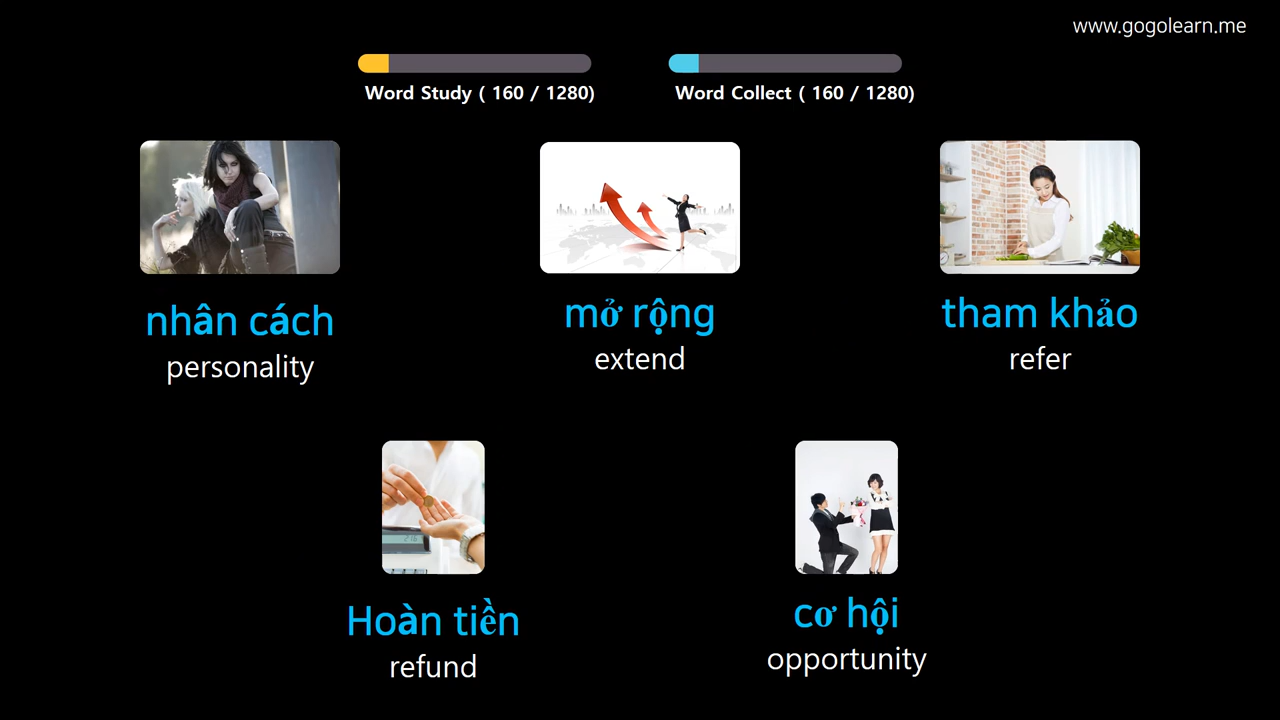 www.gogolearn.me
Word Study ( 160 / 1280)
Word Collect ( 160 / 1280)
nhân cách
personality
mở rộng
extend
tham khảo
refer
Hoàn tiền
refund
cơ hội
opportunity